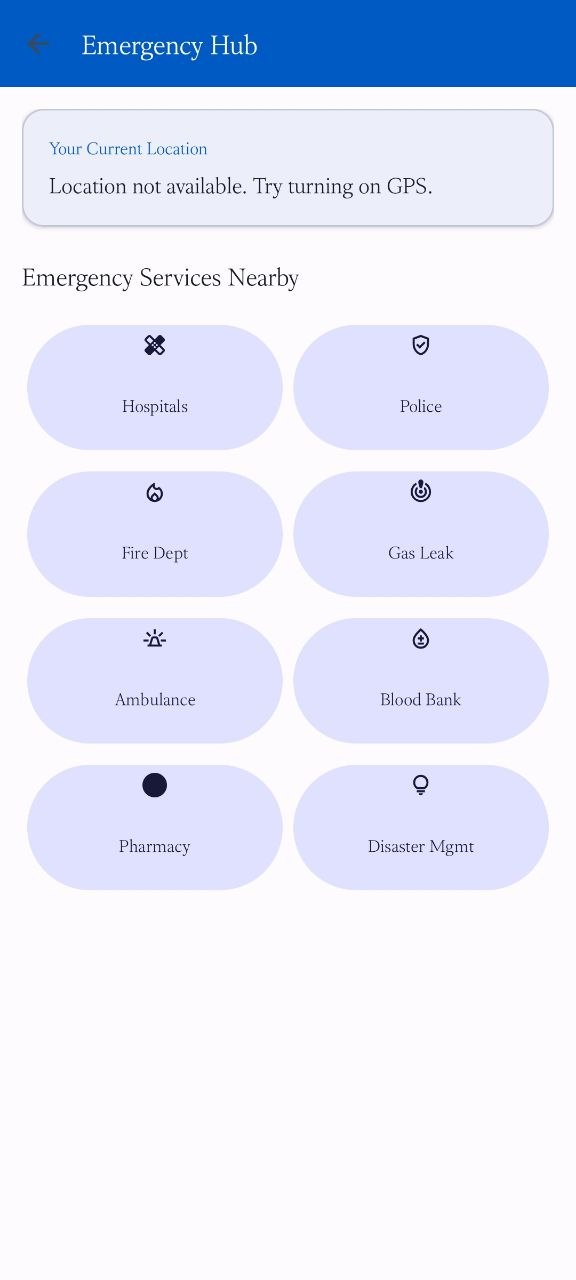 Emergency Hub
Your Current Location
Location not available. Try turning on GPS.
Emergency Services Nearby
Hospitals
Police
Fire Dept
Gas Leak
Ambulance
Blood Bank
Pharmacy
Disaster Mgmt